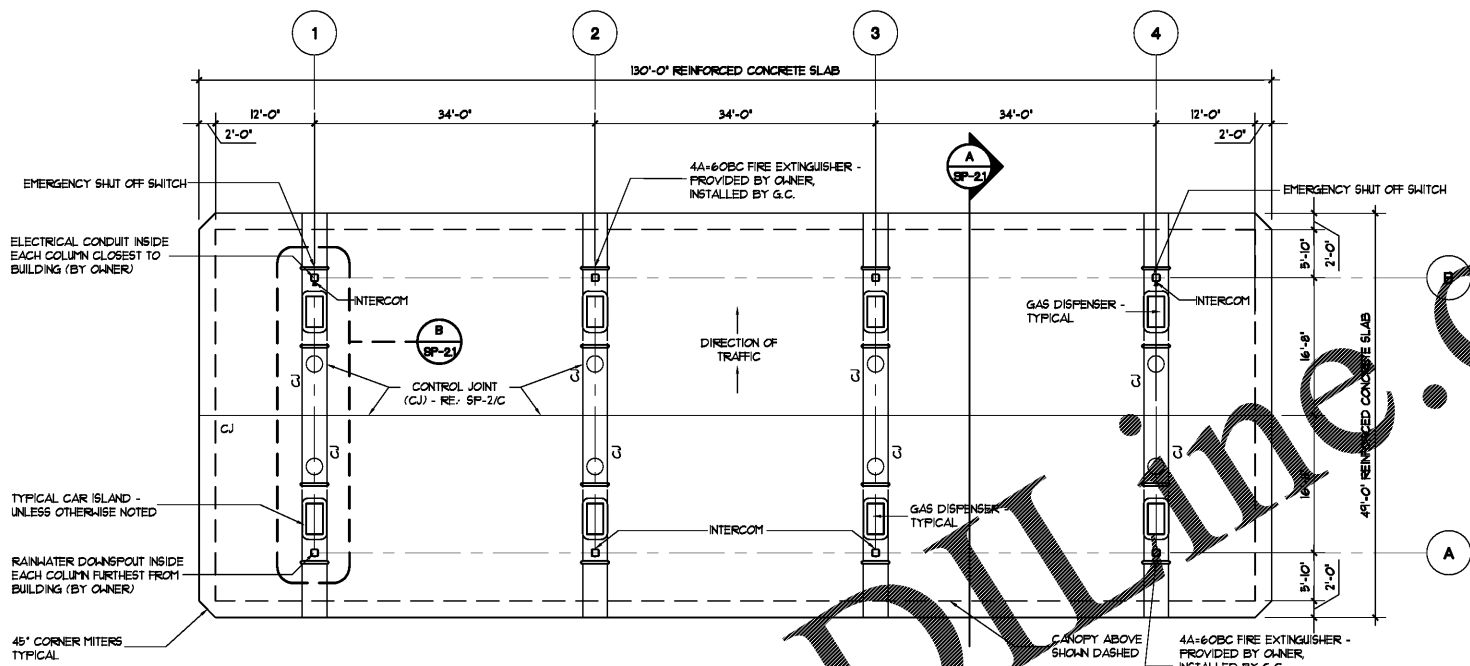 1
2
3
4
130'-0" REINFORCED CONCRETE SLAB
12'-0"
34'-0"
34'-0"
34'-0"
12'-0"
2'-0"
2'-0"
A
SP-2.1
EMERGENCY SHUT OFF SWITCH
4A=60BC FIRE EXTINGUISHER -
PROVIDED BY OWNER,
INSTALLED BY G.C.
EMERGENCY SHUT OFF SWITCH
ELECTRICAL CONDUIT INSIDE
EACH COLUMN CLOSEST TO
BUILDING (BY OWNER)
5'-10"
2'-0"
B
INTERCOM
GAS DISPENSER -
TYPICAL
INTERCOM
B
SP-2.1
DIRECTION OF
TRAFFIC
16'-8"
49'-0" REINFORCED CONCRETE SLAB
CJ
CONTROL JOINT
(CJ) - RE: SP-2/C
CJ
CJ
CJ
CJ
CJ
CJ
CJ
CJ
TYPICAL CAR ISLAND -
UNLESS OTHERWISE NOTED
INTERCOM
GAS DISPENSER -
TYPICAL
RAINWATER DOWNSPOUT INSIDE
EACH COLUMN FURTHEST FROM
BUILDING (BY OWNER)
A
5'-10"
2'-0"
45° CORNER MITERS
TYPICAL
CANOPY ABOVE
SHOWN DASHED
4A=60BC FIRE EXTINGUISHER -
PROVIDED BY OWNER,
INSTALLED BY G.C.
DILine.c